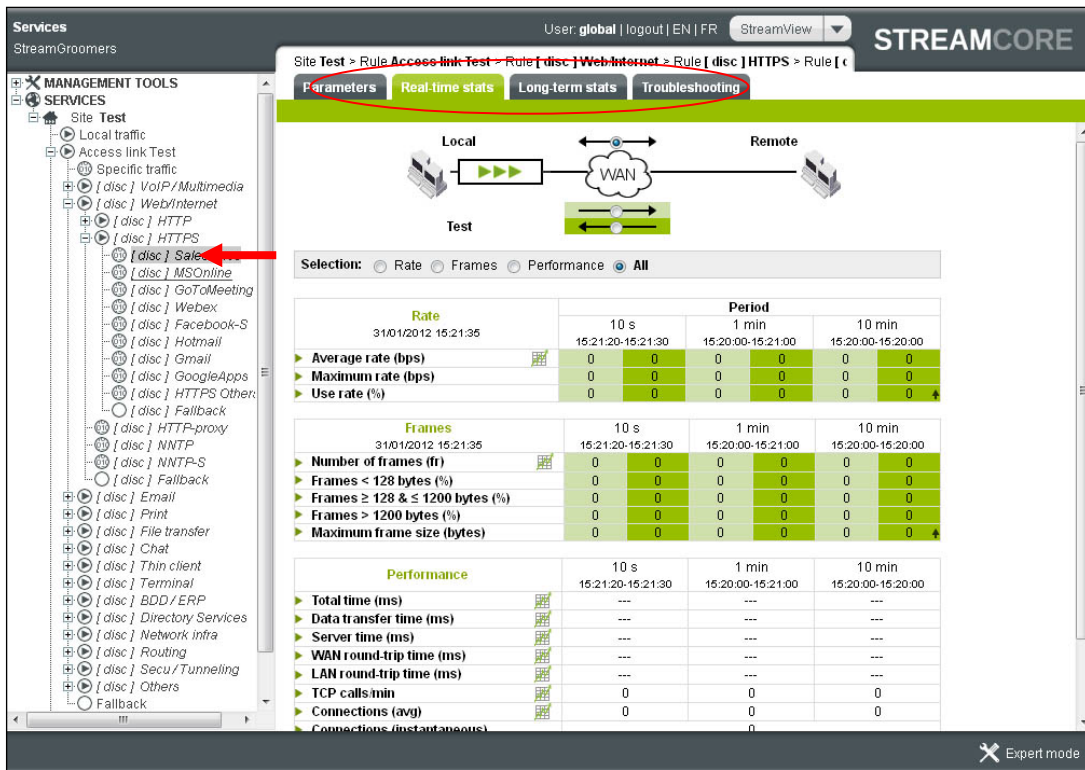 Services
StreamGroomers
User: global | logout | EN | FR StreamView
STREAMCORE
Site Test > Rule Access link Test > Rule [ disc ] Web/Internet > Rule [ disc ] HTTPS > Rule [
Parameters Real-time stats Long-term stats Troubleshooting
MANAGEMENT TOOLS
SERVICES
Site Test
Local traffic
Access link Test
Specific traffic
[ disc ] VoIP / Multimedia
[ disc ] Web/Internet
[ disc ] HTTP
[ disc ] HTTPS
[ disc ]
[ disc ] MSOnline
[ disc ] GoToMeeting
[ disc ] Webex
[ disc ] Facebook-S
[ disc ] Hotmail
[ disc ] Gmail
[ disc ] GoogleApps
[ disc ] HTTPS Other
[ disc ] Fallback
[ disc ] HTTP-proxy
[ disc ] NNTP
[ disc ] NNTP-S
[ disc ] Fallback
[ disc ] Email
[ disc ] Print
[ disc ] File transfer
[ disc ] Chat
[ disc ] Thin client
[ disc ] Terminal
[ disc ] BDD / ERP
[ disc ] Directory Services
[ disc ] Network infra
[ disc ] Routing
[ disc ] Secu / Tunneling
[ disc ] Others
Fallback
Local Remote
WAN
Test
Selection: Rate Frames Performance All
Rate Period
31/01/2012 15:21:35 10 s 1 min 10 min
15:21:20-15:21:30 15:20:00-15:21:00 15:20:00-15:20:00
Average rate (bps) 0 0 0 0 0 0
Maximum rate (bps) 0 0 0 0 0 0
Use rate (%) 0 0 0 0 0 0
Frames 10 s 1 min 10 min
31/01/2012 15:21:35 15:21:20-15:21:30 15:20:00-15:21:00 15:20:00-15:20:00
Number of frames (fr) 0 0 0 0 0 0
Frames < 128 bytes (%) 0 0 0 0 0 0
Frames ≥ 128 & ≤ 1200 bytes (%) 0 0 0 0 0 0
Frames > 1200 bytes (%) 0 0 0 0 0 0
Maximum frame size (bytes) 0 0 0 0 0 0
Performance 10 s 1 min 10 min
15:21:20-15:21:30 15:20:00-15:21:00 15:20:00-15:20:00
Total time (ms) --- --- ---
Data transfer time (ms) --- --- ---
Server time (ms) --- --- ---
WAN round-trip time (ms) --- --- ---
LAN round-trip time (ms) --- --- ---
TCP calls/min 0 0 0
Connections (avg) 0 0 0
Connections (instantaneous) 0
Expert mode